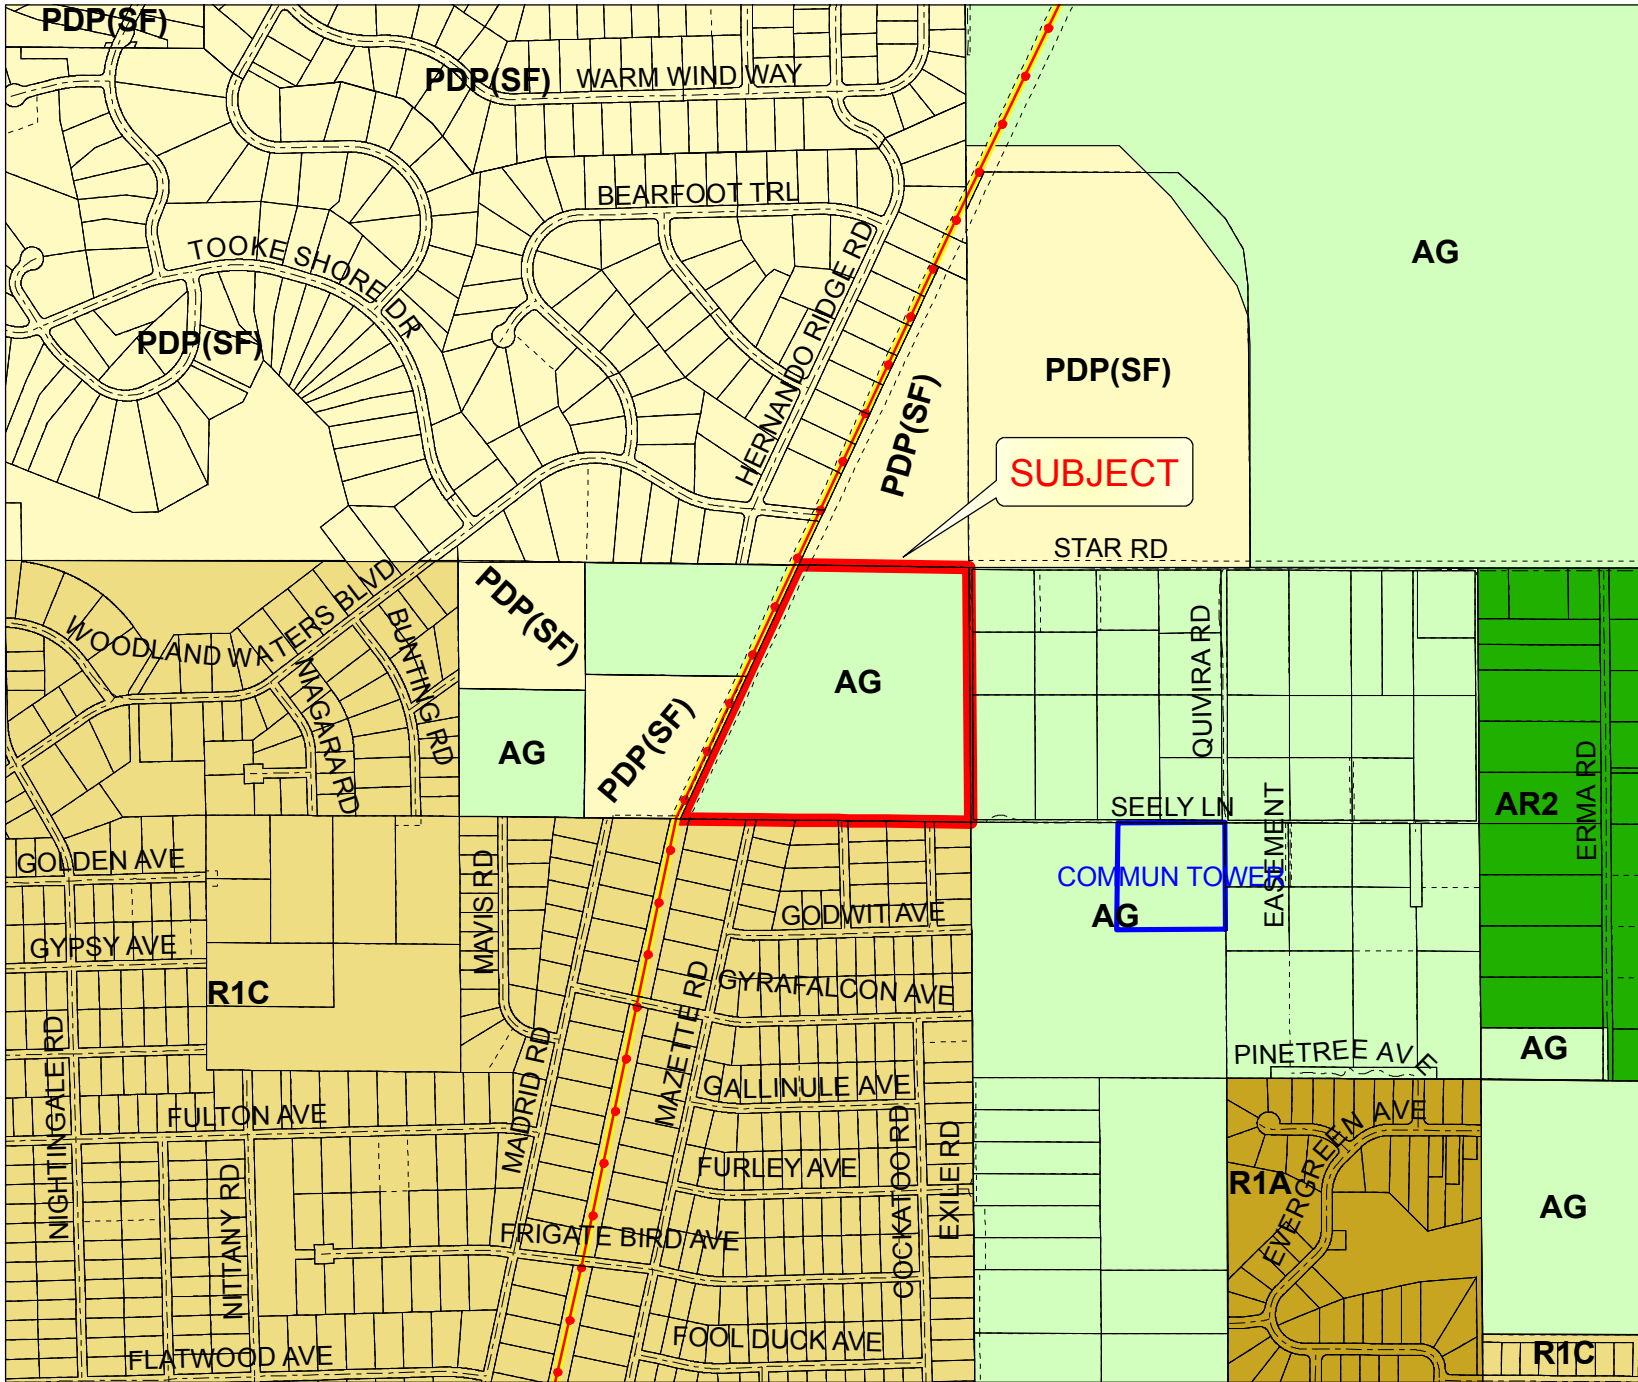 PDP(SF)
PDP(SF)
WARM WIND WAY
BEARFOOT TRL
TOOKE SHORE DR
HERNANDO RIDGE RD
AG
PDP(SF)
PDP(SF)
PDP(SF)
SUBJECT
STAR RD
WOODLAND WATERS BLVD
BUNTING RD
NIAGARA RD
PDP(SF)
AG
PDP(SF)
AG
QUIVIRA RD
SEELY LN
EASEMENT
AR2
ERMA RD
COMMUN TOWER
AG
GOLDEN AVE
GYPSY AVE
MAVIS RD
R1C
GODWIT AVE
GYRAFALCON AVE
MAZETTE RD
MADRID RD
NIGHTINGALE RD
GALLINULE AVE
PINETREE AVE
AG
FULTON AVE
NITTANY RD
FURLEY AVE
COCKATOO RD
EXILE RD
EVERGREEN AVE
R1A
AG
FRIGATE BIRD AVE
FOOL DUCK AVE
FLATWOOD AVE
R1C